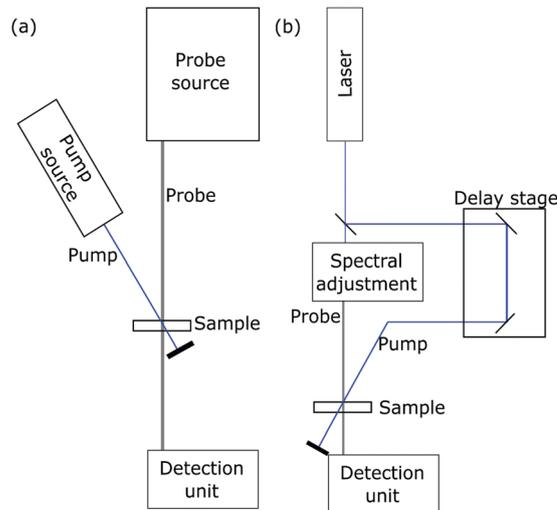 (a)
Probe
source
Pump
source
Probe
Pump
Sample
Detection
unit
(b)
Laser
Delay stage
Spectral
adjustment
Probe
Pump
Sample
Detection
unit